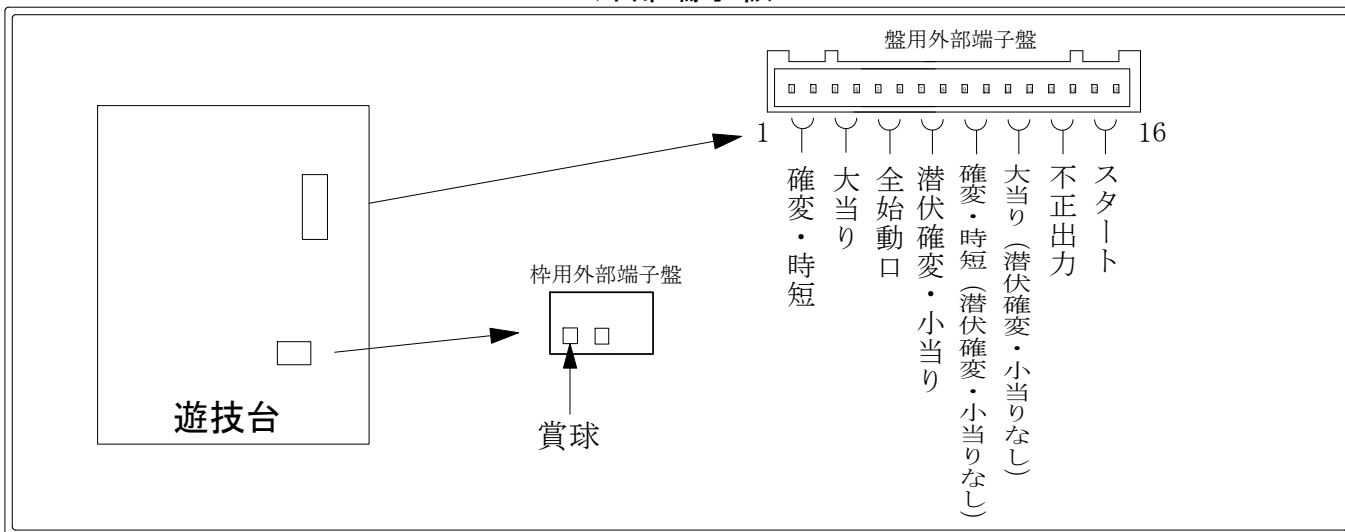 盤用外部端子盤
1
16
確変・時短
大当り
全始動口
潜伏確変・小当り
確変・時短（潜伏確変・小当りなし）
大当り（潜伏確変・小当りなし）
不正出力
スタート
枠用外部端子盤
賞球
遊技台